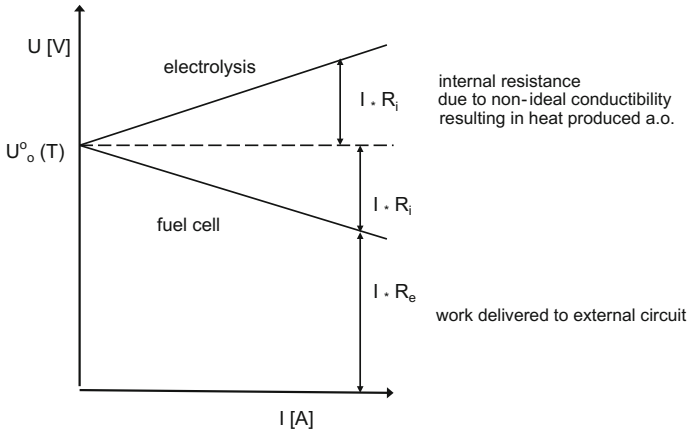 U [V]
electrolysis
I * Ri
internal resistance
due to non-ideal conductibility
resulting in heat produced a.o.
Uºo (T)
I * Ri
fuel cell
I * Re
work delivered to external circuit
I [A]